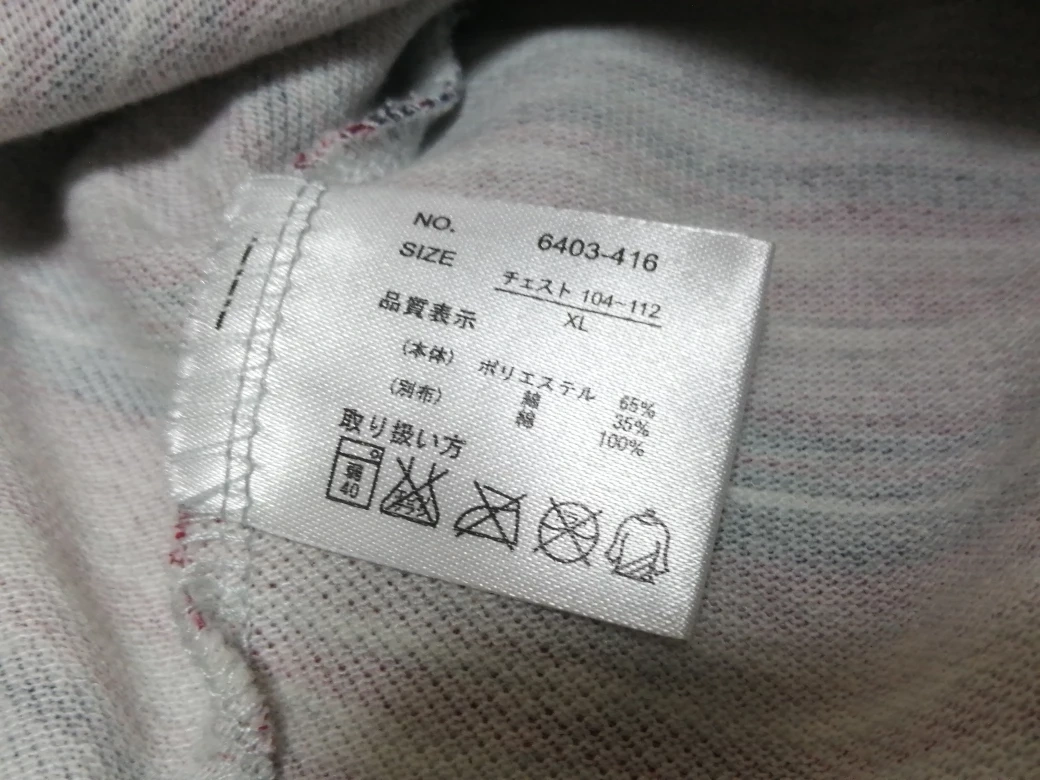 NO. 6403-416
SIZE チェスト 104~112
XL
品質表示
(本体) ポリエステル 65%
綿 35%
(別布) 綿 100%
取り扱い方
弱
40